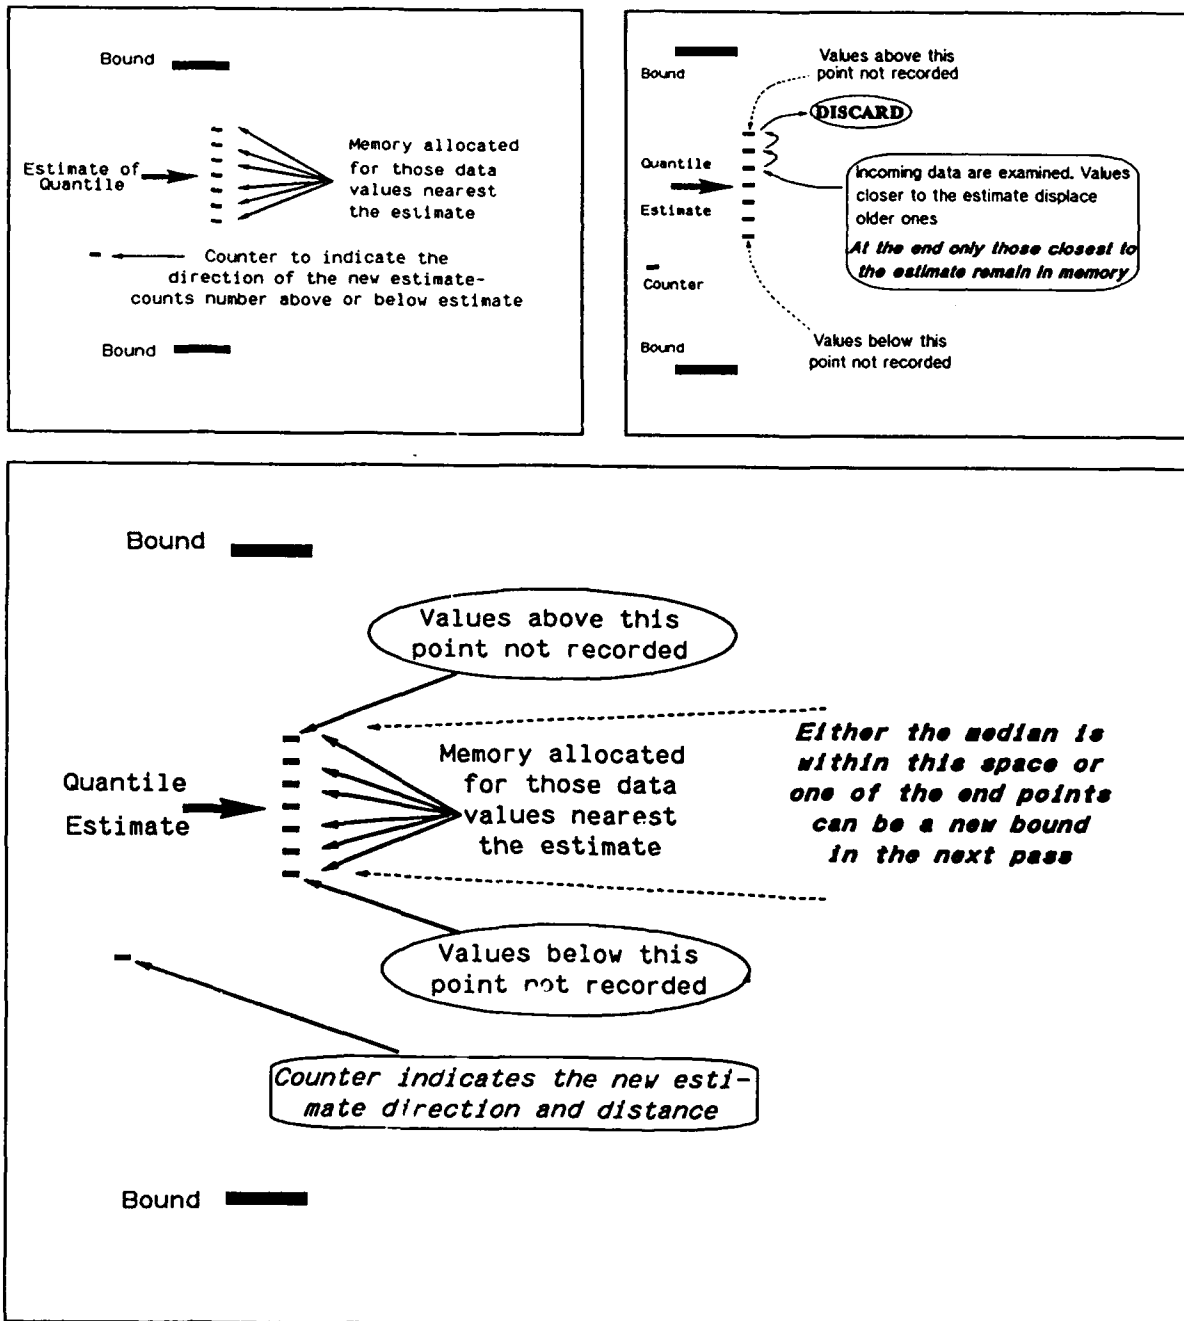 Bound
Estimate of
Quantile
Memory allocated
for those data
values nearest
the estimate
Counter to indicate the
direction of the new estimate-
counts number above or below estimate
Bound
Bound
Values above this
point not recorded
DISCARD
Quantile
Estimate
Incoming data are examined. Values
closer to the estimate displace
older ones
At the end only those closest to
the estimate remain in memory
Counter
Bound
Values below this
point not recorded
Bound
Values above this
point not recorded
Quantile
Estimate
Memory allocated
for those data
values nearest
the estimate
Either the median is
within this space or
one of the end points
can be a new bound
in the next pass
Values below this
point not recorded
Counter indicates the new esti-
mate direction and distance
Bound